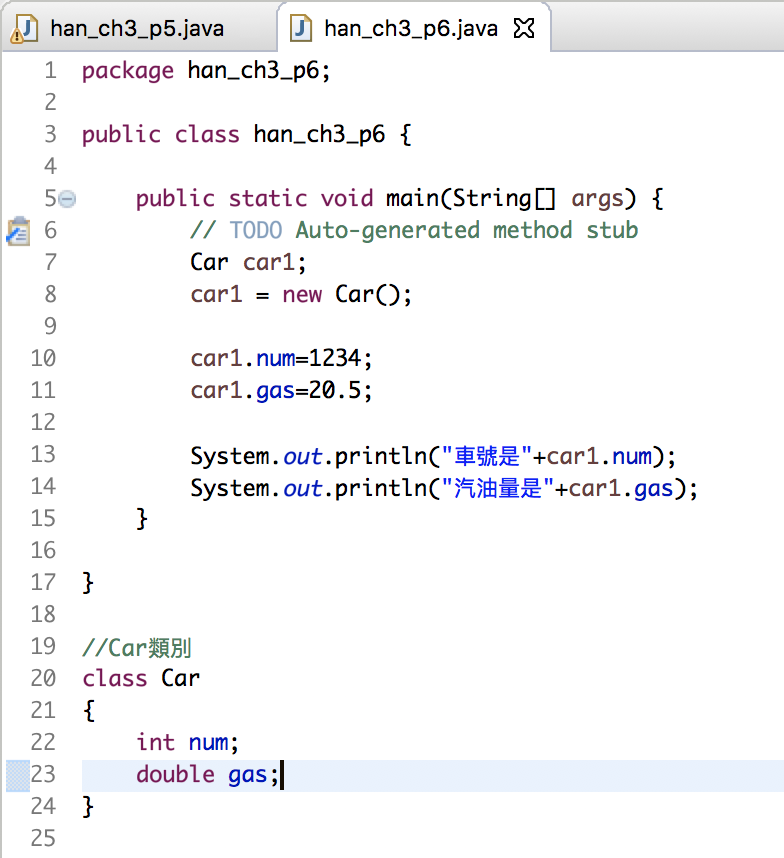 han_ch3_p5.java han_ch3_p6.java
1 package han_ch3_p6;
2
3 public class han_ch3_p6 {
4
5 public static void main(String[] args) {
6 // TODO Auto-generated method stub
7 Car car1;
8 car1 = new Car();
9
10 car1.num=1234;
11 car1.gas=20.5;
12
13 System.out.println("車號是"+car1.num);
14 System.out.println("汽油量是"+car1.gas);
15 }
16
17 }
18
19 //Car類別
20 class Car
21 {
22 int num;
23 double gas;
24 }
25